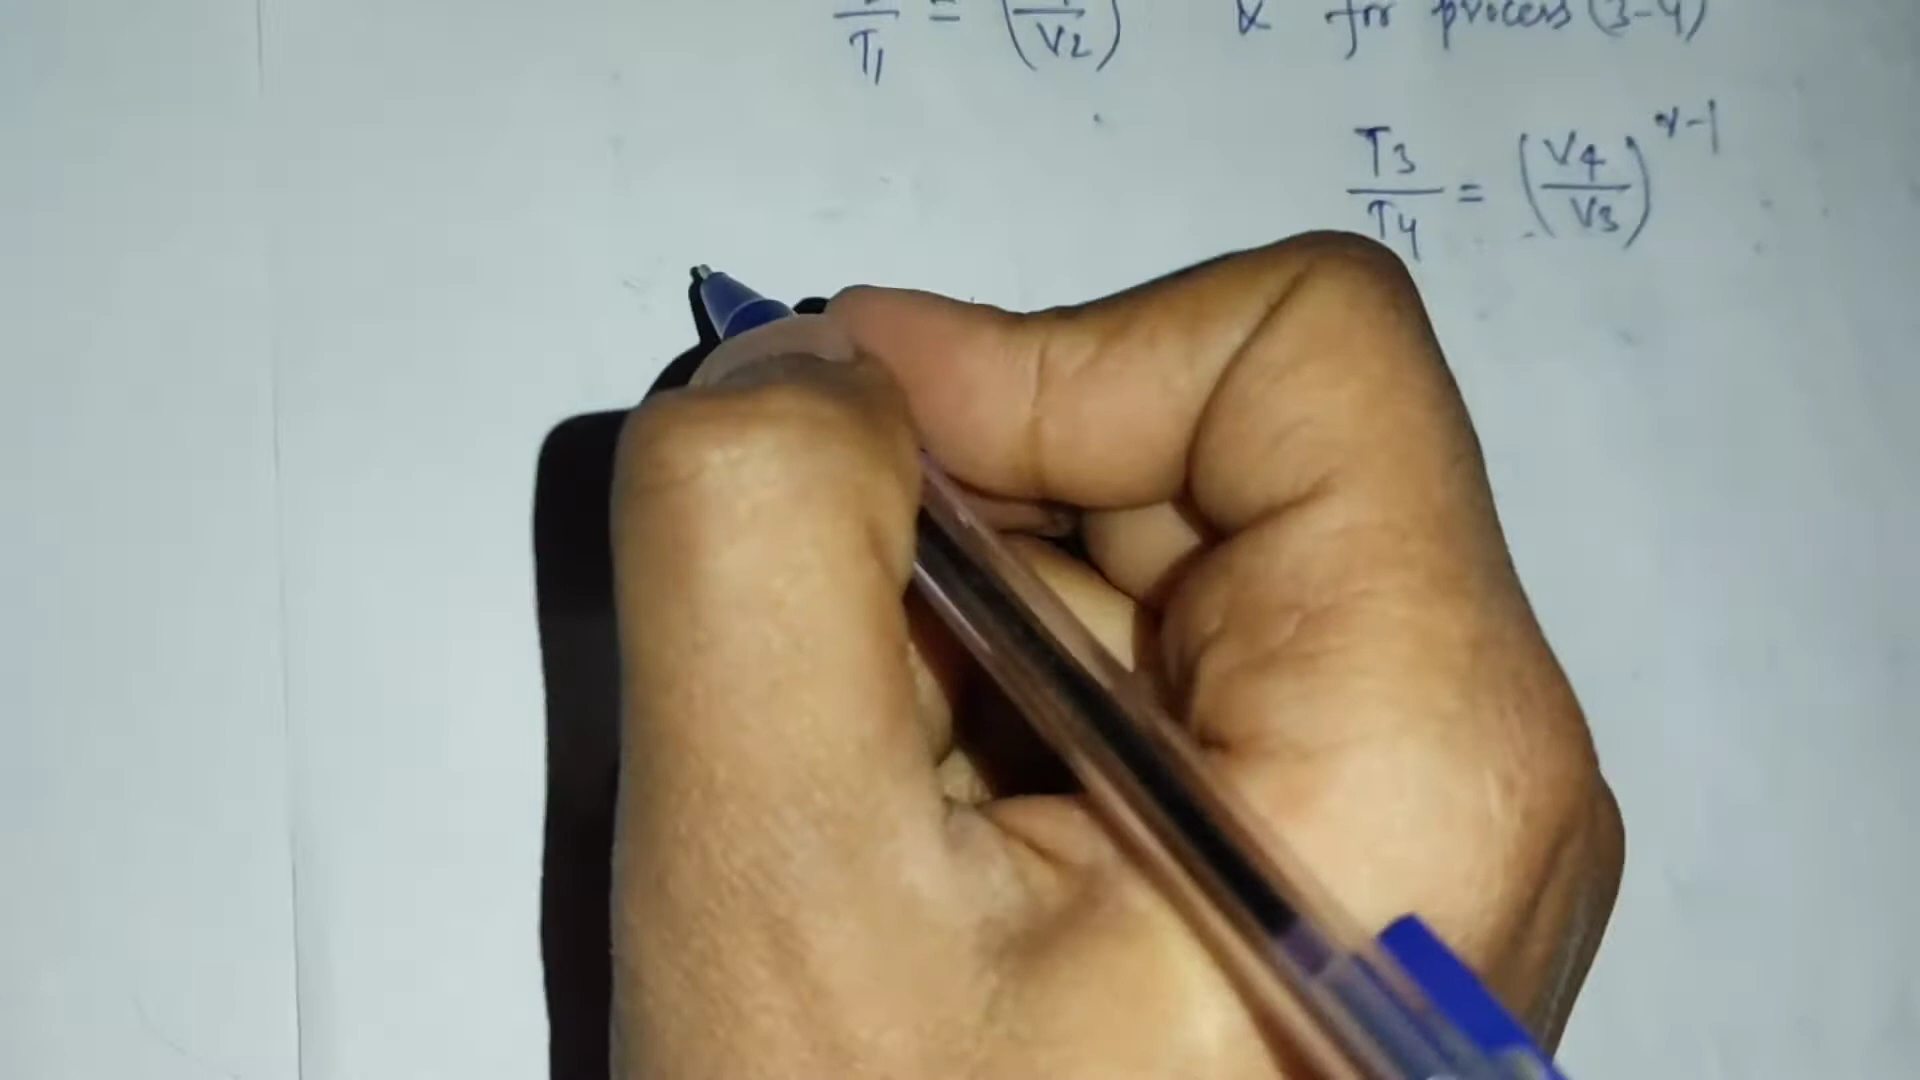 /T1 = (/V2) & for process (3-4)
T3/T4 = (V4/V3)^γ-1